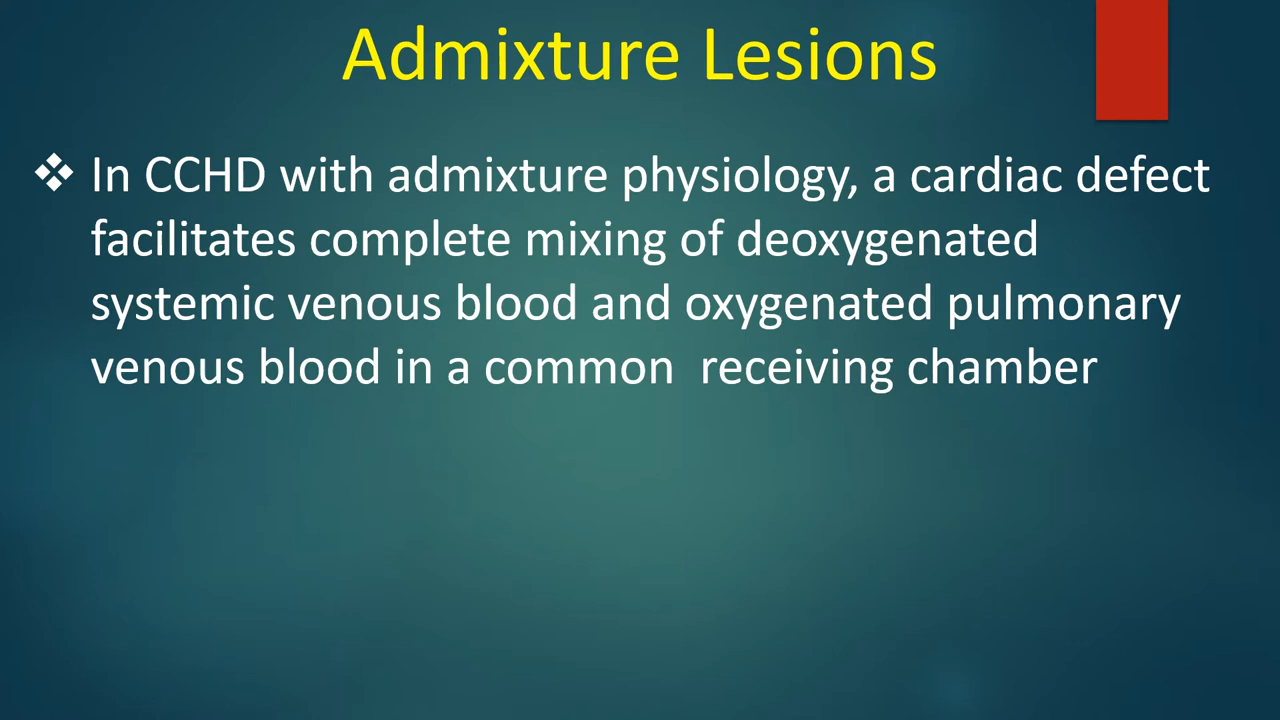 Admixture Lesions
❖ In CCHD with admixture physiology, a cardiac defect
facilitates complete mixing of deoxygenated
systemic venous blood and oxygenated pulmonary
venous blood in a common  receiving chamber